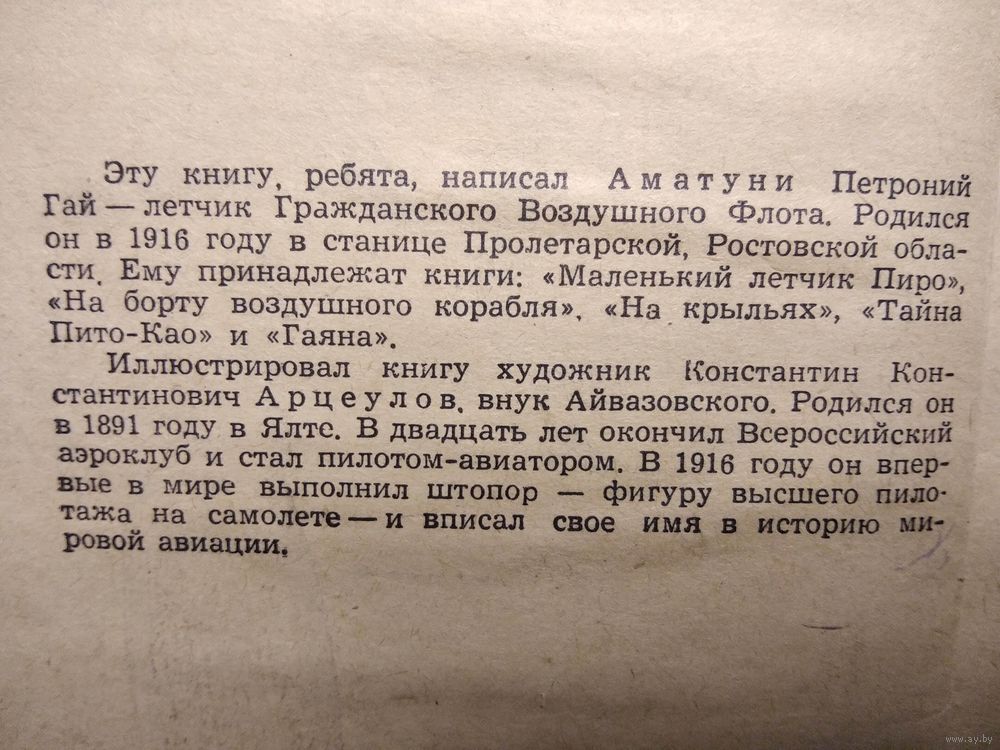 Эту книгу, ребята, написал Аматуни Петроний
Гай — летчик Гражданского Воздушного Флота. Родился
он в 1916 году в станице Пролетарской, Ростовской обла-
сти. Ему принадлежат книги: «Маленький летчик Пиро»,
«На борту воздушного корабля», «На крыльях», «Тайна
Пито-Као» и «Гаяна».
Иллюстрировал книгу художник Константин Кон-
стантинович Арцеулов, внук Айвазовского. Родился он
в 1891 году в Ялте. В двадцать лет окончил Всероссийский
аэроклуб и стал пилотом-авиатором. В 1916 году он впер-
вые в мире выполнил штопор — фигуру высшего пило-
тажа на самолете — и вписал свое имя в историю ми-
ровой авиации.
www.ay.by